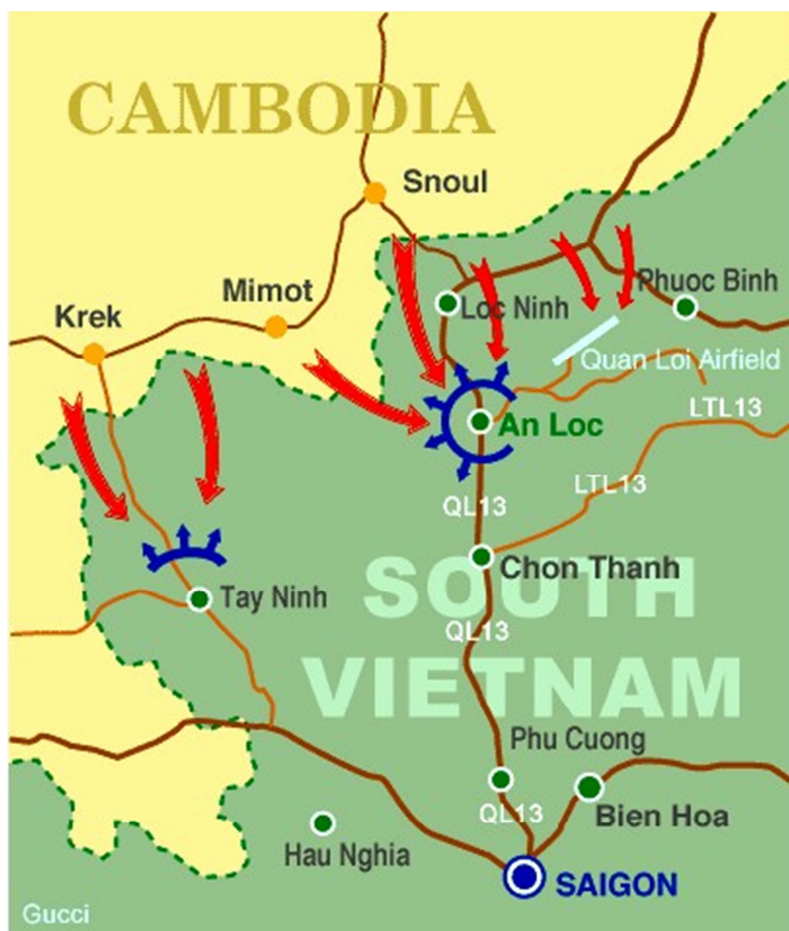 CAMBODIA
Snoul
Mimot
Krek
Loc Ninh
Phuoc Binh
Quan Loi Airfield
LTL13
An Loc
LTL13
QL13
Chon Thanh
Tay Ninh
SOUTH
QL13
VIETNAM
Phu Cuong
QL13
Bien Hoa
Hau Nghia
SAIGON
Gucci